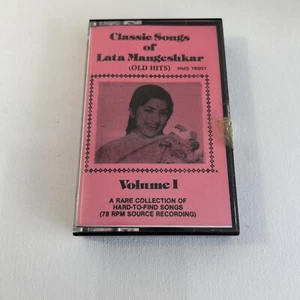 Classic Songs
of
Lata Mangeshkar
(OLD HITS)
Volume I
A RARE COLLECTION OF
HARD-TO-FIND SONGS
(78 RPM SOURCE RECORDING)